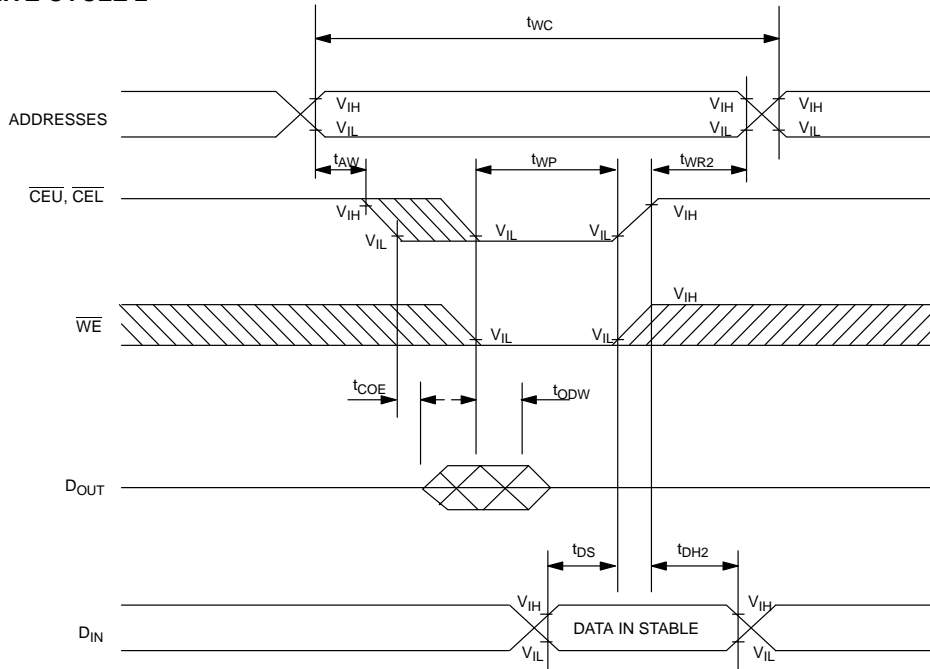 tWC
ADDRESSES
VIH
VIL
VIH
VIL
VIH
VIL
tAW
tWP
tWR2
CEU, CEL
VIH
VIL
VIL
VIL
VIH
WE
VIL
VIL
VIH
tCOE
tODW
DOUT
tDS
tDH2
DIN
VIH
VIL
DATA IN STABLE
VIH
VIL